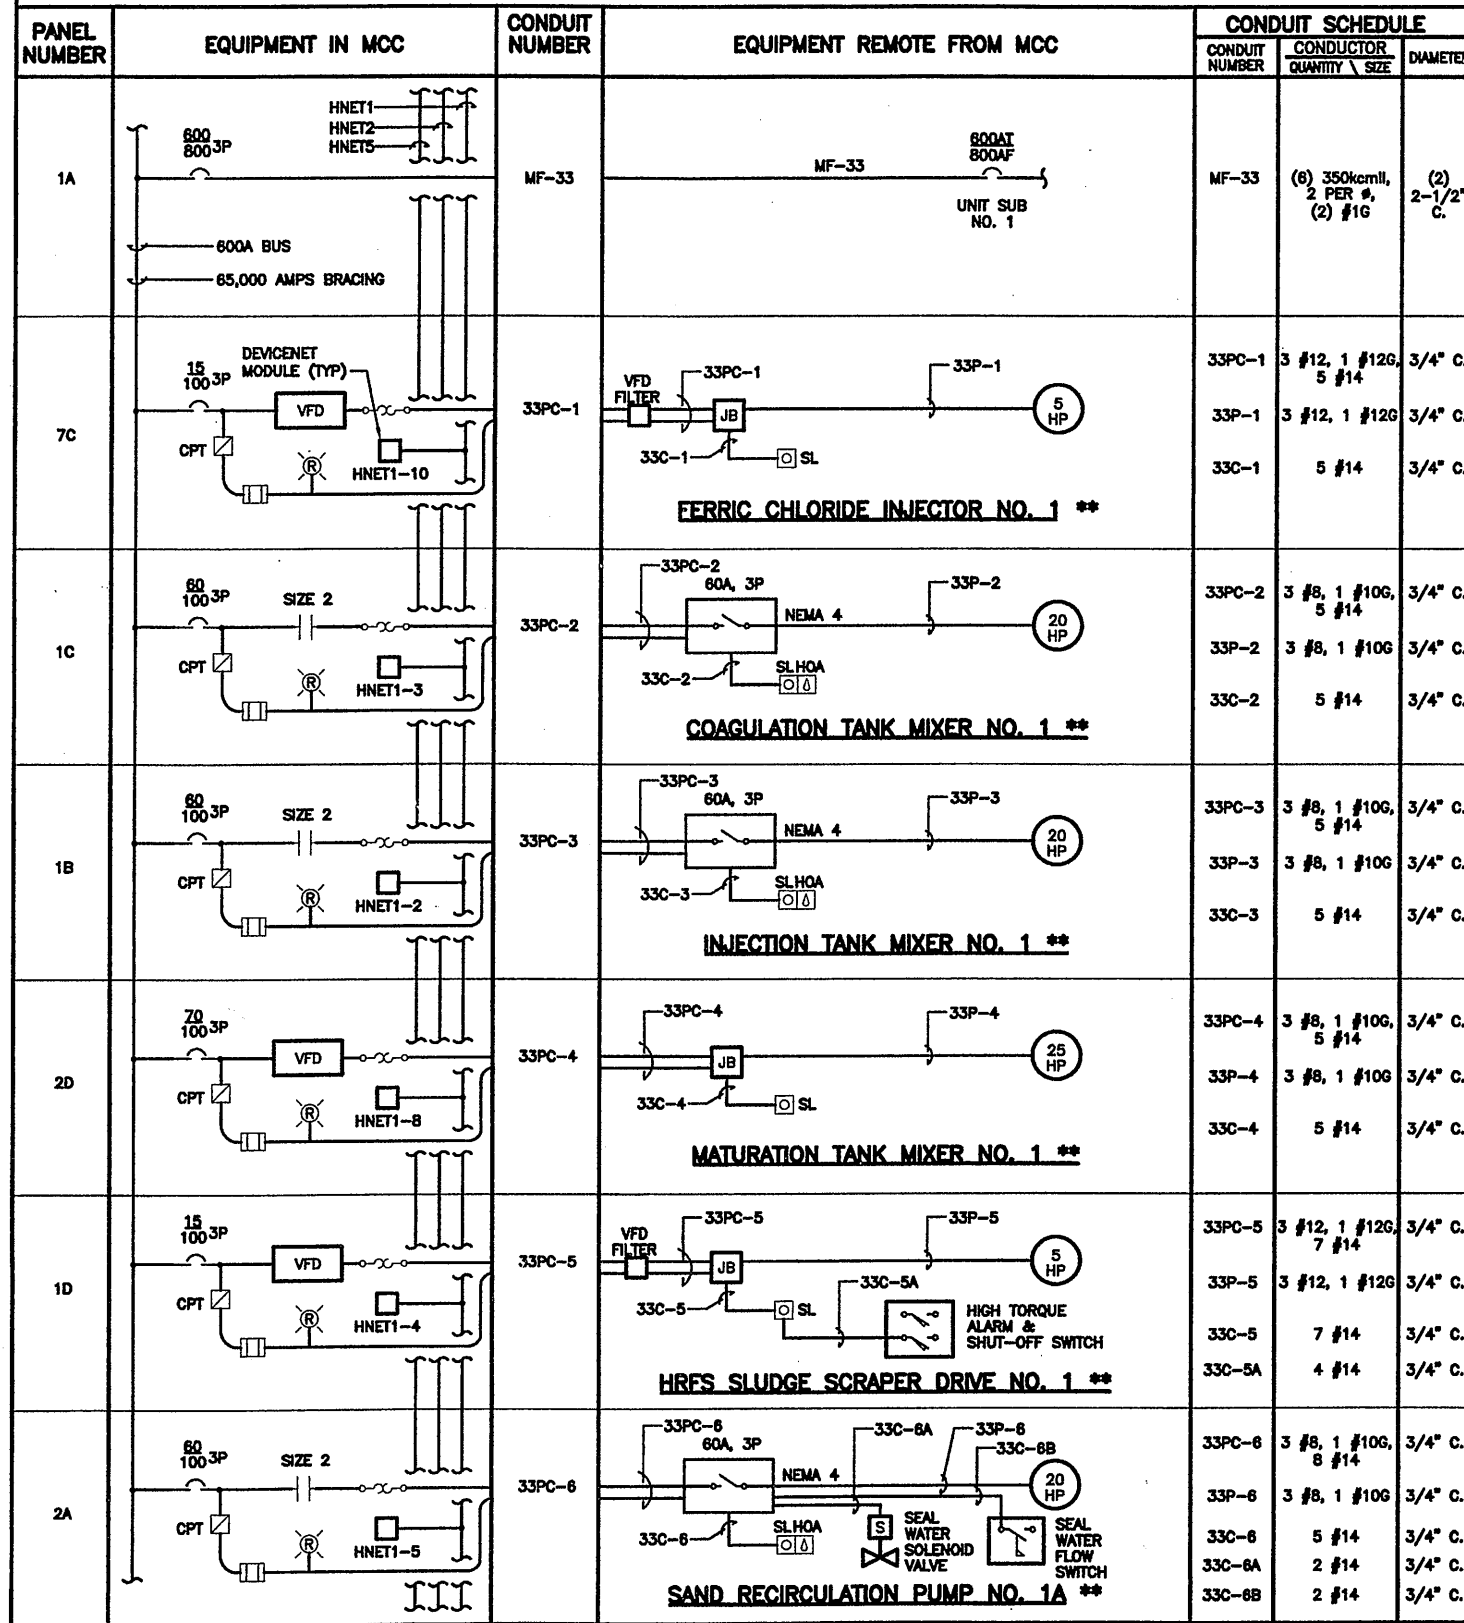 PANEL NUMBER
EQUIPMENT IN MCC
CONDUIT NUMBER
EQUIPMENT REMOTE FROM MCC
CONDUIT SCHEDULE
CONDUIT NUMBER
CONDUCTOR
QUANTITY \ SIZE
DIAMETER
1A
600
800 3P
HNET1
HNET2
HNET5
600A BUS
65,000 AMPS BRACING
MF-33
MF-33
600AT
800AF
UNIT SUB
NO. 1
MF-33
(6) 350kcmil,
2 PER ø,
(2) #1G
(2)
2-1/2"
C.
7C
15
100 3P
DEVICENET
MODULE (TYP)
VFD
CPT
R
HNET1-10
33PC-1
VFD
FILTER
33PC-1
JB
33P-1
5
HP
33C-1
SL
FERRIC CHLORIDE INJECTOR NO. 1 **
33PC-1
3 #12, 1 #12G,
5 #14
3/4" C.
33P-1
3 #12, 1 #12G
3/4" C.
33C-1
5 #14
3/4" C.
1C
60
100 3P
SIZE 2
CPT
R
HNET1-3
33PC-2
33PC-2
60A, 3P
NEMA 4
33P-2
20
HP
33C-2
SL HOA
COAGULATION TANK MIXER NO. 1 **
33PC-2
3 #8, 1 #10G,
5 #14
3/4" C.
33P-2
3 #8, 1 #10G
3/4" C.
33C-2
5 #14
3/4" C.
1B
60
100 3P
SIZE 2
CPT
R
HNET1-2
33PC-3
33PC-3
60A, 3P
NEMA 4
33P-3
20
HP
33C-3
SL HOA
INJECTION TANK MIXER NO. 1 **
33PC-3
3 #8, 1 #10G,
5 #14
3/4" C.
33P-3
3 #8, 1 #10G
3/4" C.
33C-3
5 #14
3/4" C.
2D
70
100 3P
VFD
CPT
R
HNET1-8
33PC-4
33PC-4
JB
33P-4
25
HP
33C-4
SL
MATURATION TANK MIXER NO. 1 **
33PC-4
3 #8, 1 #10G,
5 #14
3/4" C.
33P-4
3 #8, 1 #10G
3/4" C.
33C-4
5 #14
3/4" C.
1D
15
100 3P
VFD
CPT
R
HNET1-4
33PC-5
VFD
FILTER
33PC-5
JB
33P-5
5
HP
33C-5
SL
33C-5A
HIGH TORQUE
ALARM &
SHUT-OFF SWITCH
HRFS SLUDGE SCRAPER DRIVE NO. 1 **
33PC-5
3 #12, 1 #12G,
7 #14
3/4" C.
33P-5
3 #12, 1 #12G
3/4" C.
33C-5
7 #14
3/4" C.
33C-5A
4 #14
3/4" C.
2A
60
100 3P
SIZE 2
CPT
R
HNET1-5
33PC-6
33PC-6
60A, 3P
NEMA 4
33C-6A
33P-6
33C-6B
20
HP
33C-6
SL HOA
S
SEAL
WATER
SOLENOID
VALVE
SEAL
WATER
FLOW
SWITCH
SAND RECIRCULATION PUMP NO. 1A **
33PC-6
3 #8, 1 #10G,
8 #14
3/4" C.
33P-6
3 #8, 1 #10G
3/4" C.
33C-6
5 #14
3/4" C.
33C-6A
2 #14
3/4" C.
33C-6B
2 #14
3/4" C.